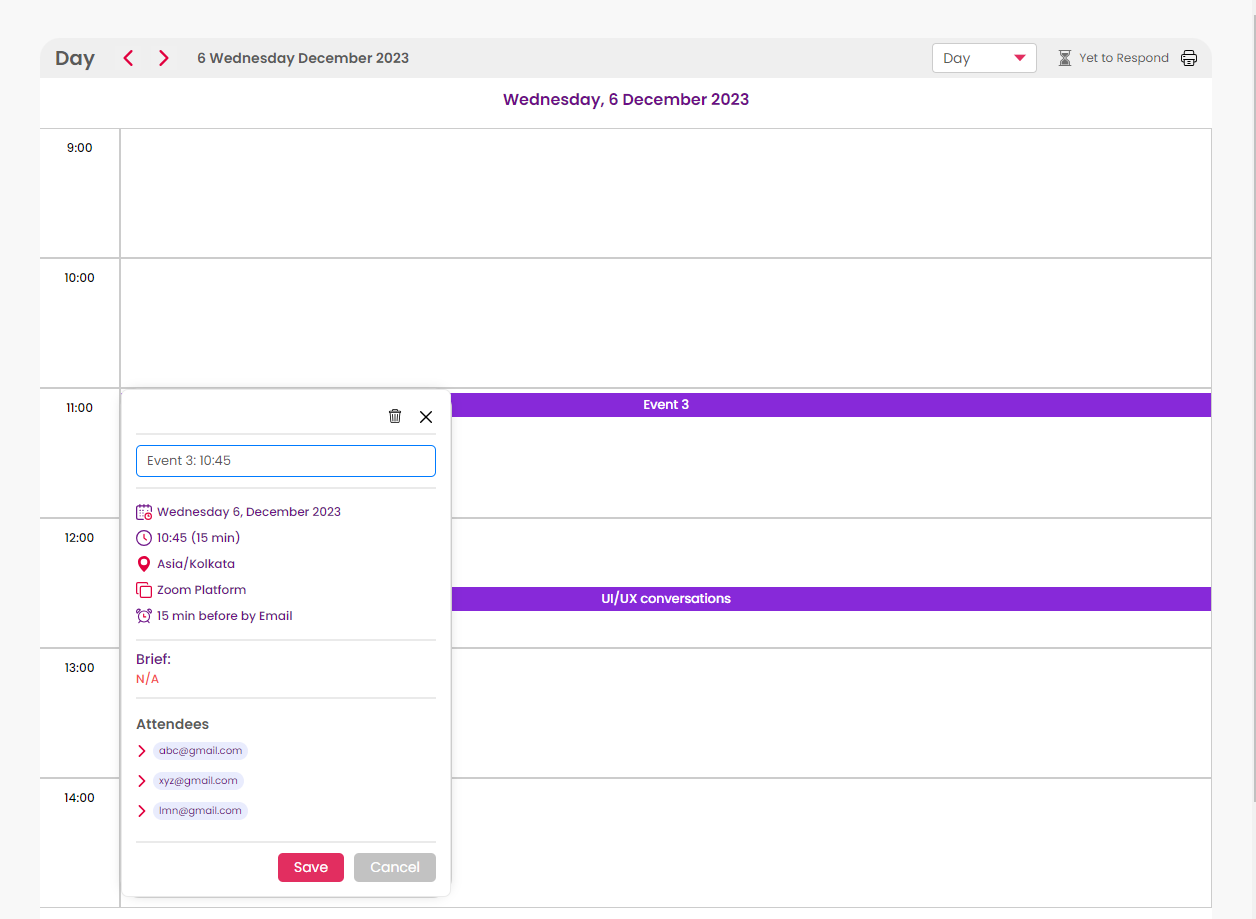 Day 6 Wednesday December 2023 Day Yet to Respond
Wednesday, 6 December 2023
9:00
10:00
11:00
Event 3
Event 3: 10:45
Wednesday 6, December 2023
12:00
10:45 (15 min)
Asia/Kolkata
Zoom Platform
UI/UX conversations
15 min before by Email
Brief:
13:00
N/A
Attendees
abc@gmail.com
xyz@gmail.com
14:00
lmn@gmail.com
Save Cancel